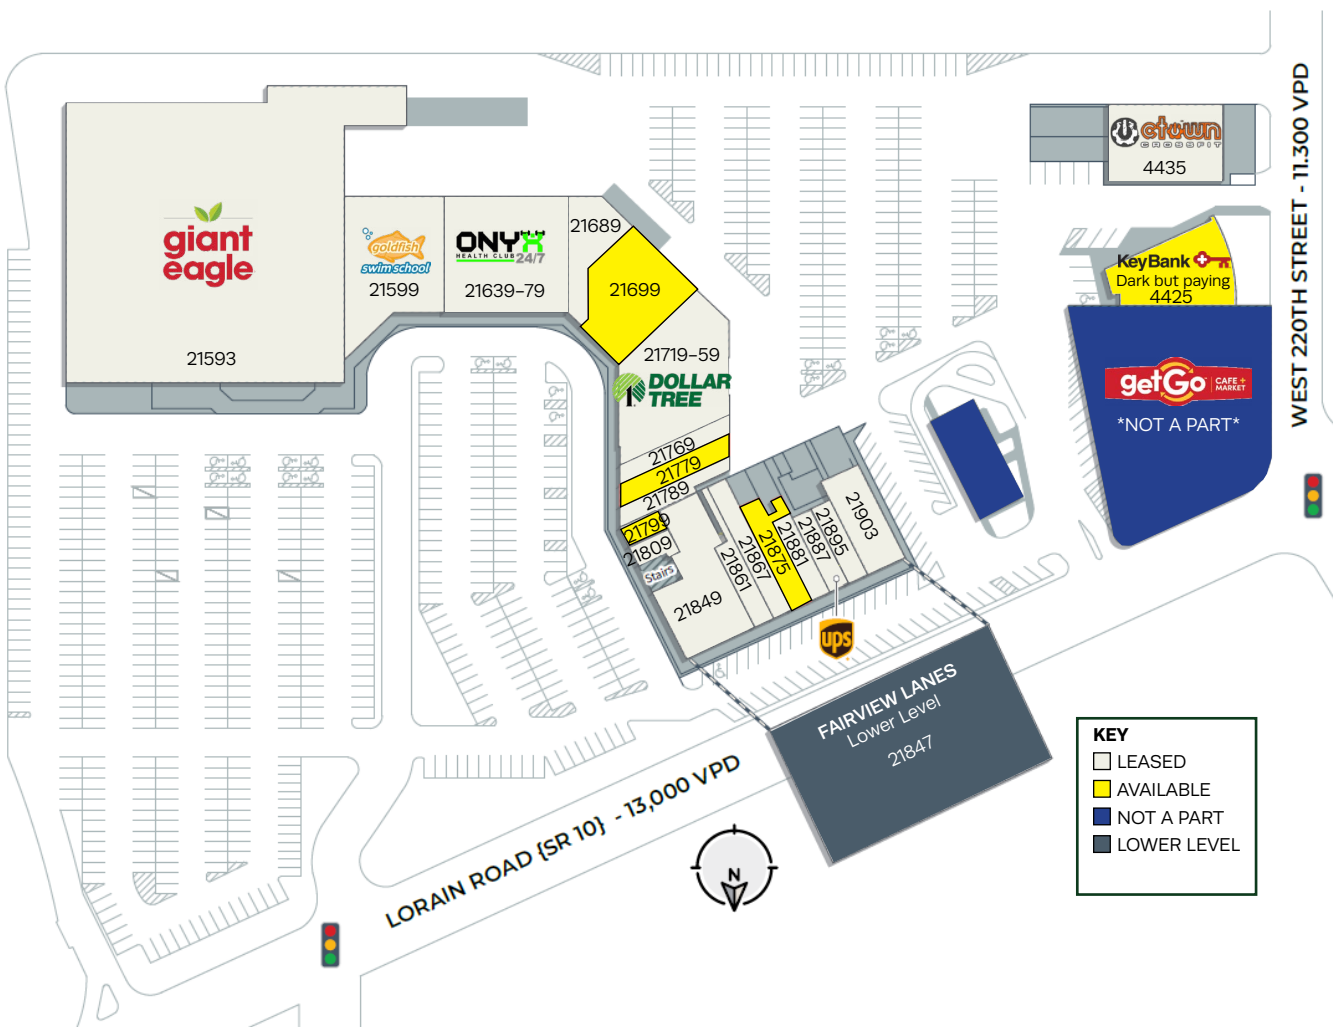 giant
eagle
21593
goldfish
swim school
21599
ONYX
HEALTH CLUB 24/7
21639-79
21689
21699
21719-59
DOLLAR
TREE
21769
21779
21789
21799
21809
Stairs
21849
21861
21867
21875
21881
21887
21895
21903
ups
FAIRVIEW LANES
Lower Level
21847
ctown
CROSSFIT
4435
KeyBank
Dark but paying
4425
getGo CAFE +
MARKET
*NOT A PART*
WEST 220TH STREET - 11.300 VPD
LORAIN ROAD {SR 10} - 13,000 VPD
N
KEY
LEASED
AVAILABLE
NOT A PART
LOWER LEVEL